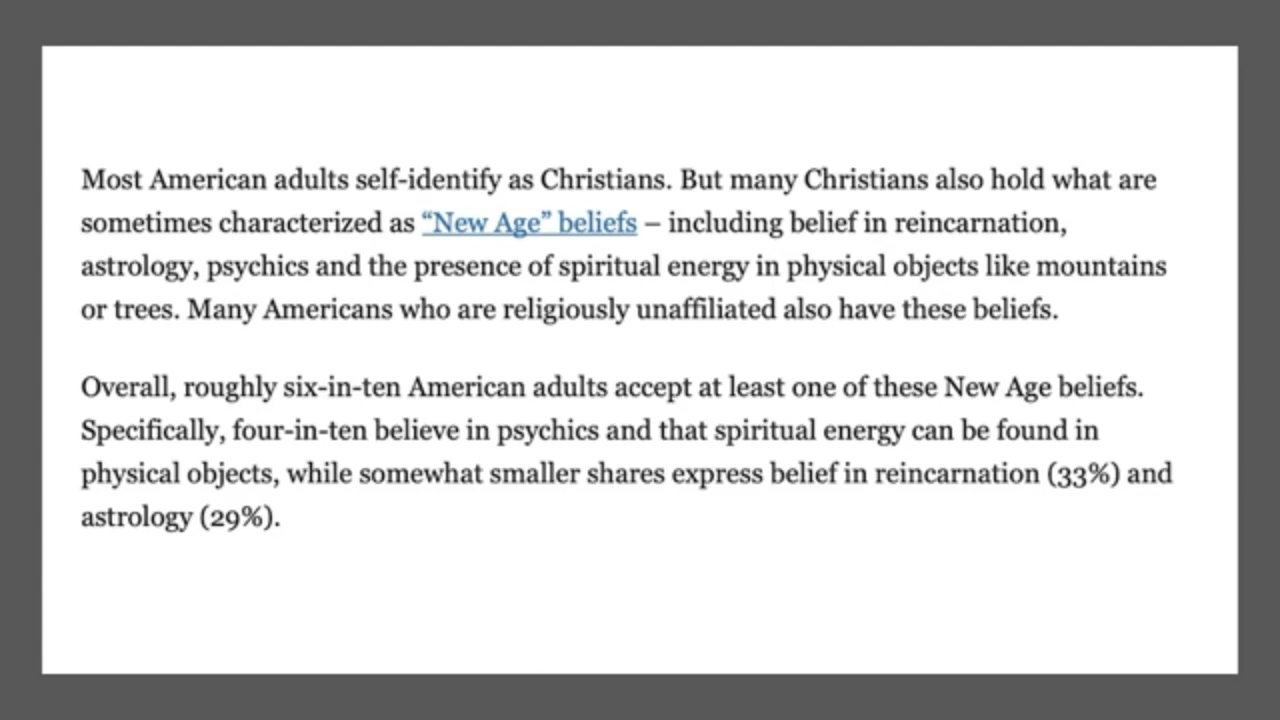 Most American adults self-identify as Christians. But many Christians also hold what are
sometimes characterized as “New Age” beliefs – including belief in reincarnation,
astrology, psychics and the presence of spiritual energy in physical objects like mountains
or trees. Many Americans who are religiously unaffiliated also have these beliefs.
Overall, roughly six-in-ten American adults accept at least one of these New Age beliefs.
Specifically, four-in-ten believe in psychics and that spiritual energy can be found in
physical objects, while somewhat smaller shares express belief in reincarnation (33%) and
astrology (29%).